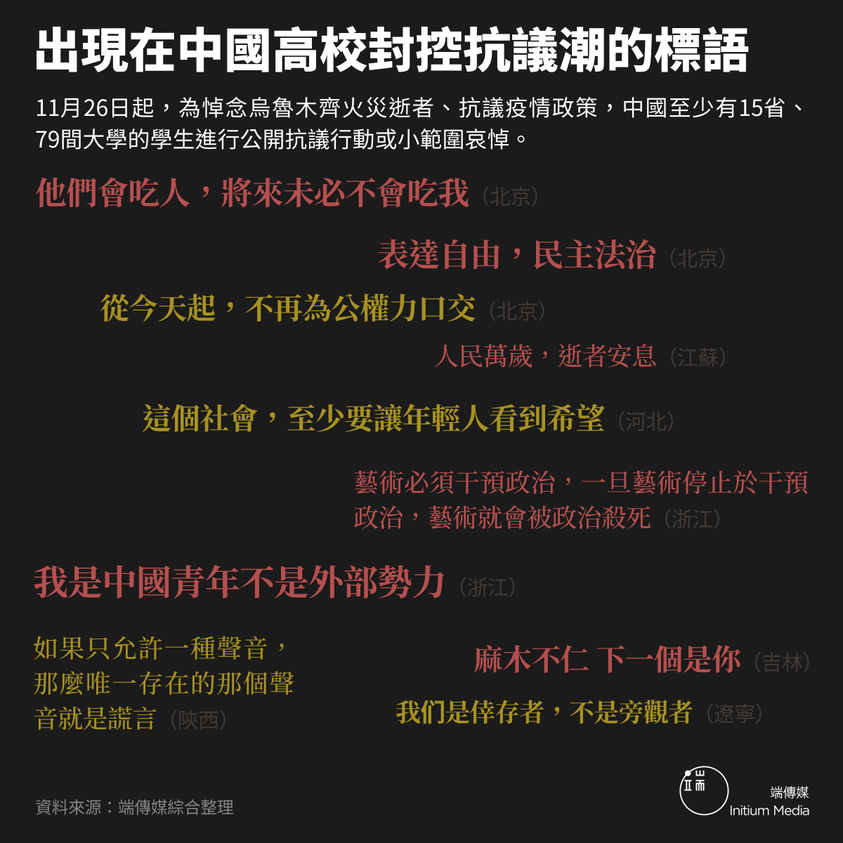 出現在中國高校封控抗議潮的標語
11月26日起，為悼念烏魯木齊火災逝者、抗議疫情政策，中國至少有15省、
79間大學的學生進行公開抗議行動或小範圍哀悼。
他們會吃人，將來未必不會吃我（北京）
表達自由，民主法治（北京）
從今天起，不再為公權力口交（北京）
人民萬歲，逝者安息（江蘇）
這個社會，至少要讓年輕人看到希望（河北）
藝術必須干預政治，一旦藝術停止於干預
政治，藝術就會被政治殺死（浙江）
我是中國青年不是外部勢力（浙江）
如果只允許一種聲音，
那麼唯一存在的那個聲
音就是謊言（陝西）
麻木不仁 下一個是你（吉林）
我们是倖存者，不是旁觀者（遼寧）
資料來源：端傳媒綜合整理
端
端傳媒
Initium Media